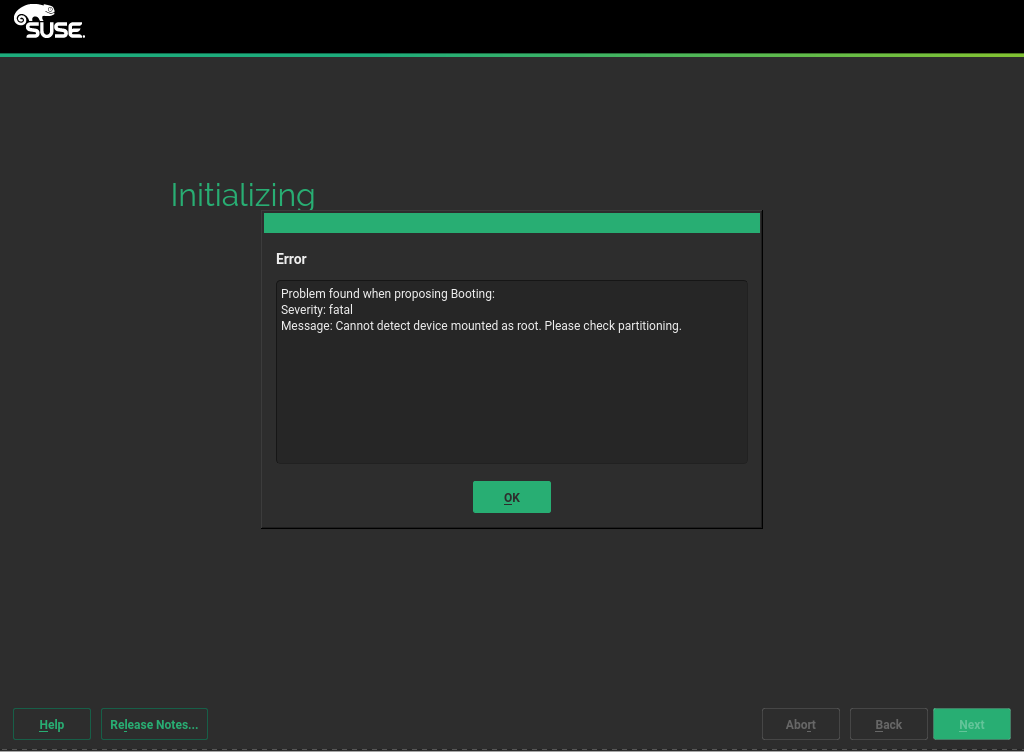 SUSE.
Initializing
Error
Problem found when proposing Booting:
Severity: fatal
Message: Cannot detect device mounted as root. Please check partitioning.
OK
Help
Release Notes...
Abort
Back
Next